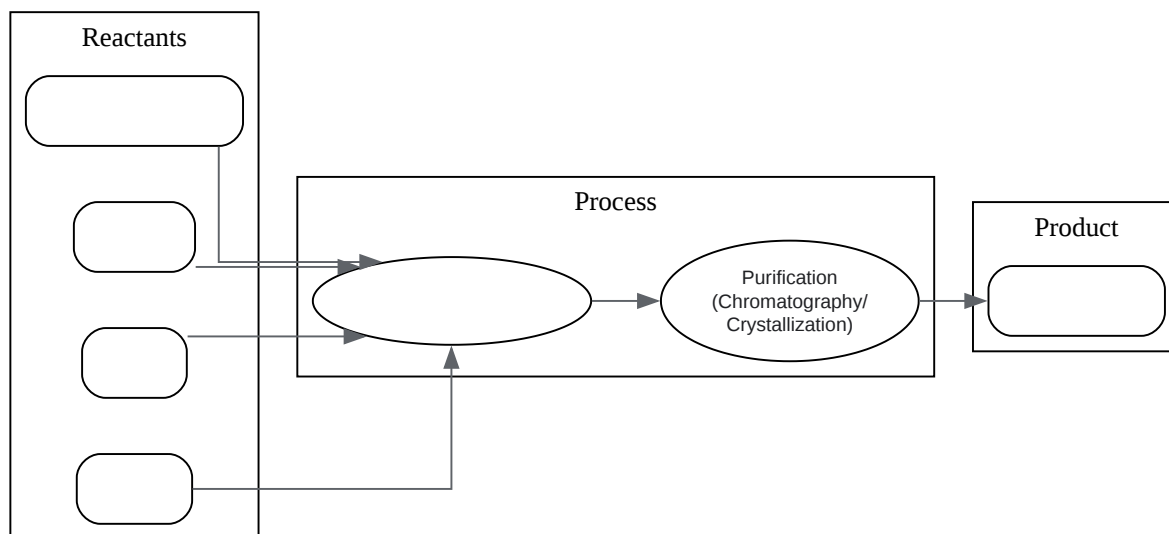 Reactants
Process
Product
Purification
(Chromatography/
Crystallization)